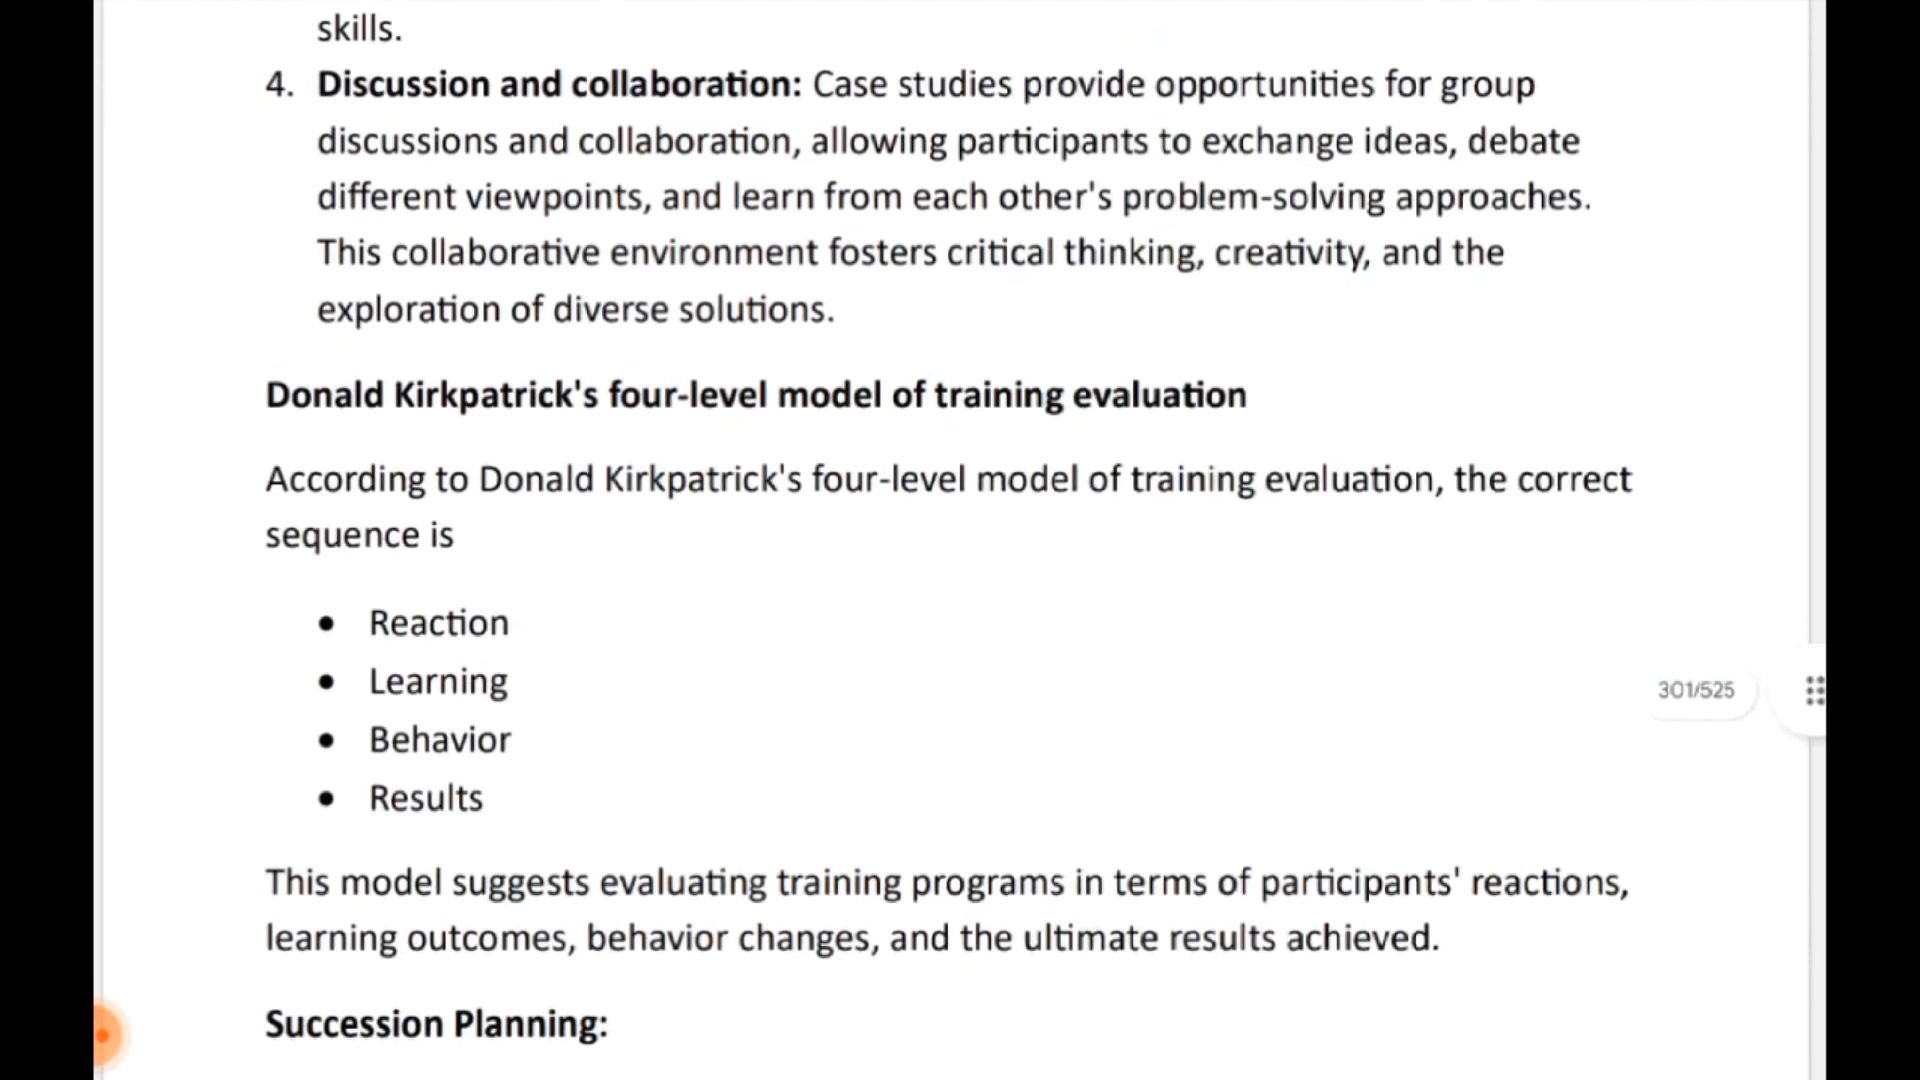 skills.
4. Discussion and collaboration: Case studies provide opportunities for group
discussions and collaboration, allowing participants to exchange ideas, debate
different viewpoints, and learn from each other's problem-solving approaches.
This collaborative environment fosters critical thinking, creativity, and the
exploration of diverse solutions.
Donald Kirkpatrick's four-level model of training evaluation
According to Donald Kirkpatrick's four-level model of training evaluation, the correct
sequence is
• Reaction
• Learning
• Behavior
• Results
301/525
This model suggests evaluating training programs in terms of participants' reactions,
learning outcomes, behavior changes, and the ultimate results achieved.
Succession Planning: